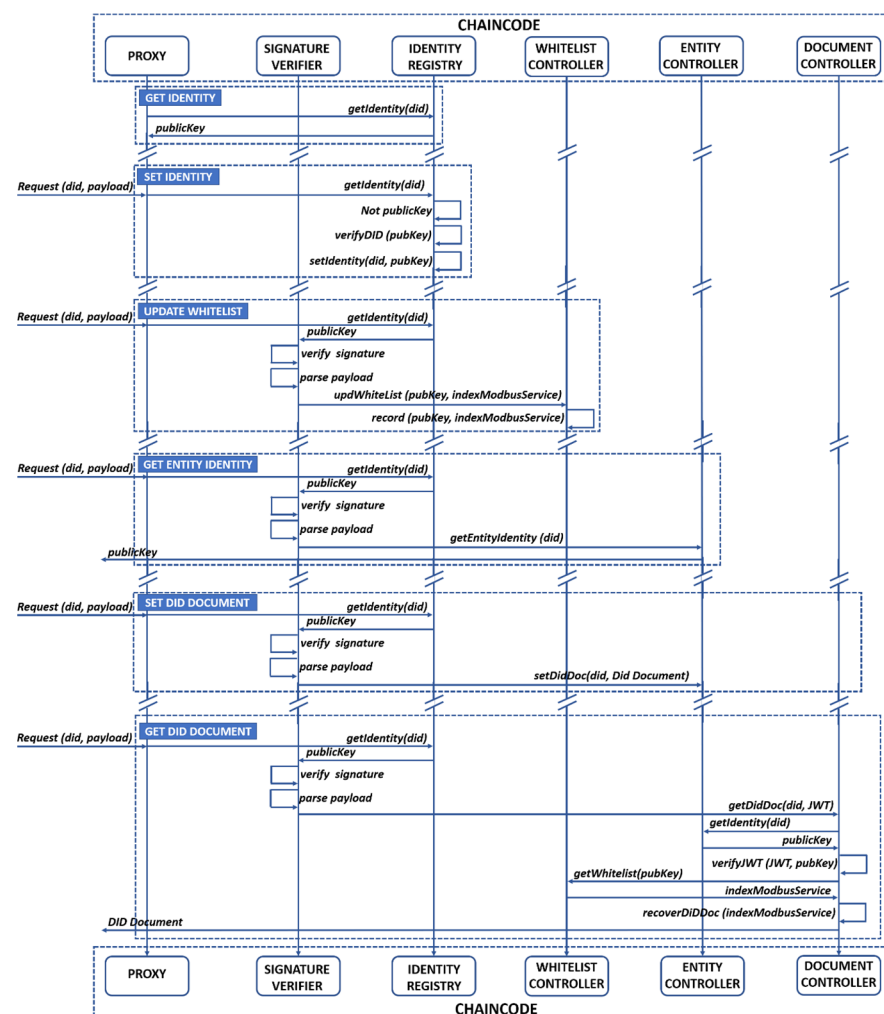 CHAINCODE
PROXY
SIGNATURE
VERIFIER
IDENTITY
REGISTRY
WHITELIST
CONTROLLER
ENTITY
CONTROLLER
DOCUMENT
CONTROLLER
GET IDENTITY
getIdentity(did)
publicKey
SET IDENTITY
Request (did, payload)
getIdentity(did)
Not publicKey
verifyDID (pubKey)
setIdentity(did, pubKey)
UPDATE WHITELIST
Request (did, payload)
getIdentity(did)
publicKey
verify signature
parse payload
updWhiteList (pubKey, indexModbusService)
record (pubKey, indexModbusService)
GET ENTITY IDENTITY
Request (did, payload)
getIdentity(did)
publicKey
verify signature
parse payload
getEntityIdentity (did)
publicKey
SET DID DOCUMENT
Request (did, payload)
getIdentity(did)
publicKey
verify signature
parse payload
setDidDoc(did, Did Document)
GET DID DOCUMENT
Request (did, payload)
getIdentity(did)
publicKey
verify signature
parse payload
getDidDoc(did, JWT)
getIdentity(did)
publicKey
verifyJWT (JWT, pubKey)
getWhitelist(pubKey)
indexModbusService
recoverDiDDoc (indexModbusService)
DID Document
PROXY
SIGNATURE
VERIFIER
IDENTITY
REGISTRY
WHITELIST
CONTROLLER
ENTITY
CONTROLLER
DOCUMENT
CONTROLLER
CHAINCODE